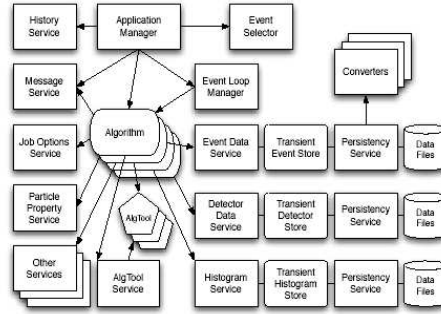 History
Service
Application
Manager
Event
Selector
Message
Service
Event Loop
Manager
Converters
Algorithm
Job Options
Service
Event Data
Service
Transient
Event Store
Persistency
Service
Data
Files
Particle
Property
Service
AlgTool
Detector
Data
Service
Transient
Detector
Store
Persistency
Service
Data
Files
Other
Services
AlgTool
Service
Histogram
Service
Transient
Histogram
Store
Persistency
Service
Data
Files